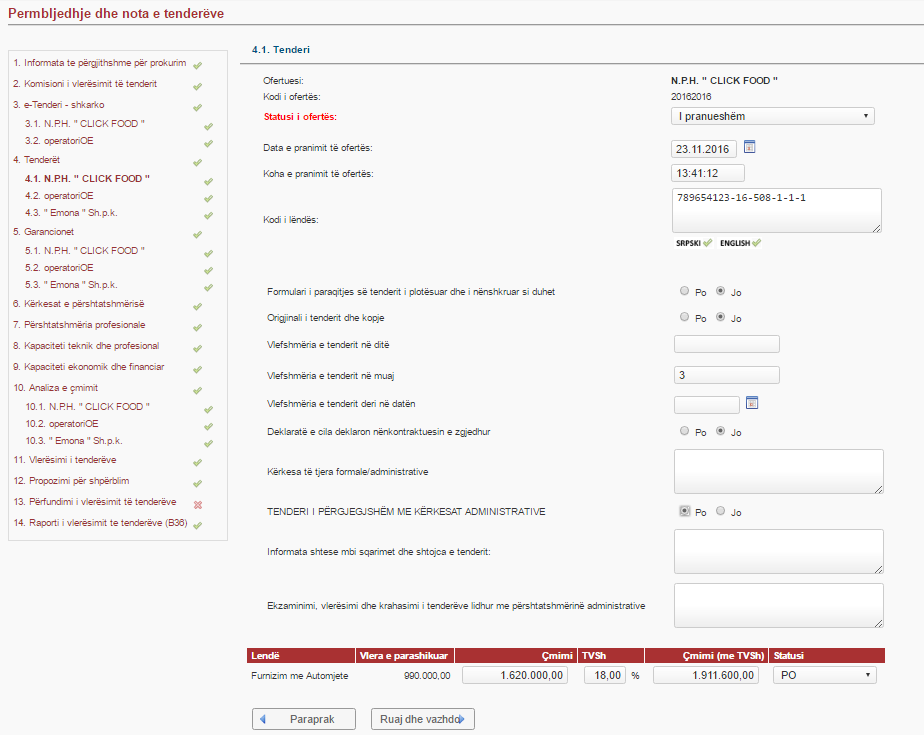 Permbljedhje dhe nota e tenderëve
1. Informata te përgjithshme për prokurim
2. Komisioni i vlerësimit të tenderit
3. e-Tenderi - shkarko
3.1. N.P.H. " CLICK FOOD "
3.2. operatoriOE
4. Tenderët
4.1. N.P.H. " CLICK FOOD "
4.2. operatoriOE
4.3. " Emona " Sh.p.k.
5. Garancionet
5.1. N.P.H. " CLICK FOOD "
5.2. operatoriOE
5.3. " Emona " Sh.p.k.
6. Kërkesat e përshtatshmërisë
7. Përshtatshmëria profesionale
8. Kapaciteti teknik dhe profesional
9. Kapaciteti ekonomik dhe financiar
10. Analiza e çmimit
10.1. N.P.H. " CLICK FOOD "
10.2. operatoriOE
10.3. " Emona " Sh.p.k.
11. Vlerësimi i tenderëve
12. Propozimi për shpërblim
13. Përfundimi i vlerësimit të tenderëve
14. Raporti i vlerësimit te tenderëve (B36)
4.1. Tenderi
Ofertuesi: N.P.H. " CLICK FOOD "
Kodi i ofertës: 20162016
Statusi i ofertës: I pranueshëm
Data e pranimit të ofertës: 23.11.2016
Koha e pranimit të ofertës: 13:41:12
Kodi i lëndës: 789654123-16-508-1-1-1
SRPSKI ENGLISH
Formulari i paraqitjes së tenderit i plotësuar dhe i nënshkruar si duhet Po Jo
Origjinali i tenderit dhe kopje Po Jo
Vlefshmëria e tenderit në ditë
Vlefshmëria e tenderit në muaj 3
Vlefshmëria e tenderit deri në datën
Deklaratë e cila deklaron nënkontraktuesin e zgjedhur Po Jo
Kërkesa të tjera formale/administrative
TENDERI I PËRGJEGJSHËM ME KËRKESAT ADMINISTRATIVE Po Jo
Informata shtese mbi sqarimet dhe shtojca e tenderit:
Ekzaminimi, vlerësimi dhe krahasimi i tenderëve lidhur me përshtatshmërinë administrative
Lendë Vlera e parashikuar Çmimi TVSh Çmimi (me TVSh) Statusi
Furnizim me Automjete 990.000,00 1.620.000,00 18,00 % 1.911.600,00 PO
Paraprak Ruaj dhe vazhdo